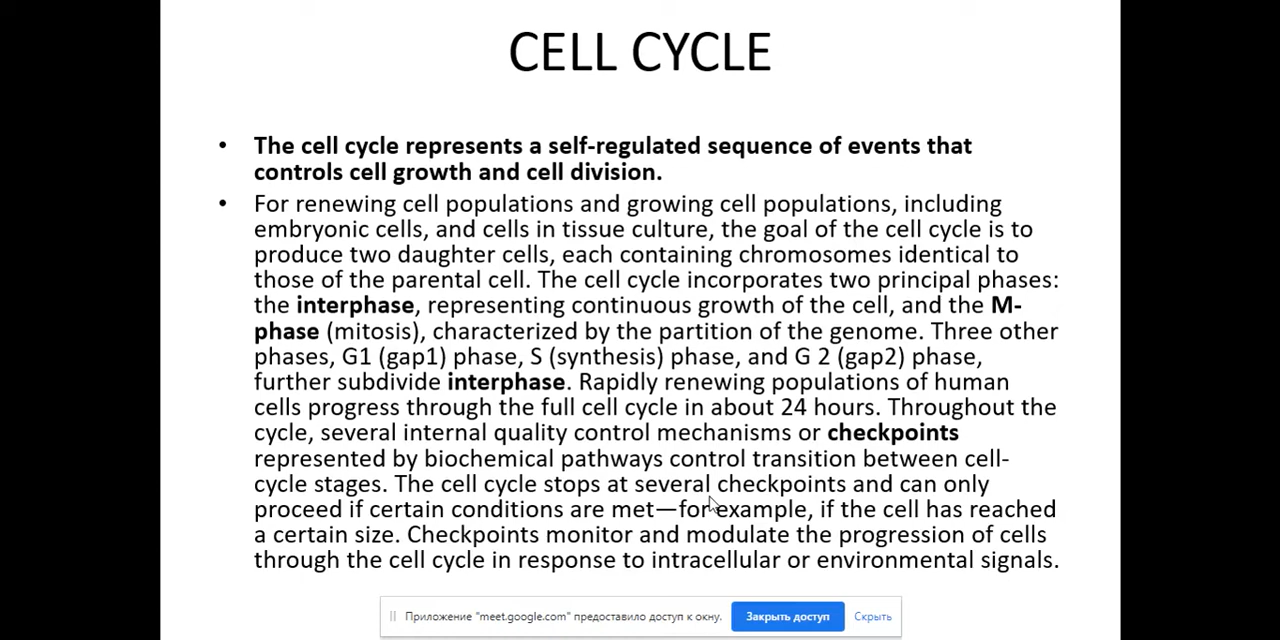 CELL CYCLE
• The cell cycle represents a self-regulated sequence of events that
controls cell growth and cell division.
• For renewing cell populations and growing cell populations, including
embryonic cells, and cells in tissue culture, the goal of the cell cycle is to
produce two daughter cells, each containing chromosomes identical to
those of the parental cell. The cell cycle incorporates two principal phases:
the interphase, representing continuous growth of the cell, and the M-
phase (mitosis), characterized by the partition of the genome. Three other
phases, G1 (gap1) phase, S (synthesis) phase, and G 2 (gap2) phase,
further subdivide interphase. Rapidly renewing populations of human
cells progress through the full cell cycle in about 24 hours. Throughout the
cycle, several internal quality control mechanisms or checkpoints
represented by biochemical pathways control transition between cell-
cycle stages. The cell cycle stops at several checkpoints and can only
proceed if certain conditions are met—for example, if the cell has reached
a certain size. Checkpoints monitor and modulate the progression of cells
through the cell cycle in response to intracellular or environmental signals.
Приложение "meet.google.com" предоставило доступ к окну. Закрыть доступ Скрыть